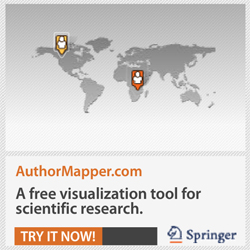 AuthorMapper.com
A free visualization tool for
scientific research.
TRY IT NOW!
Springer